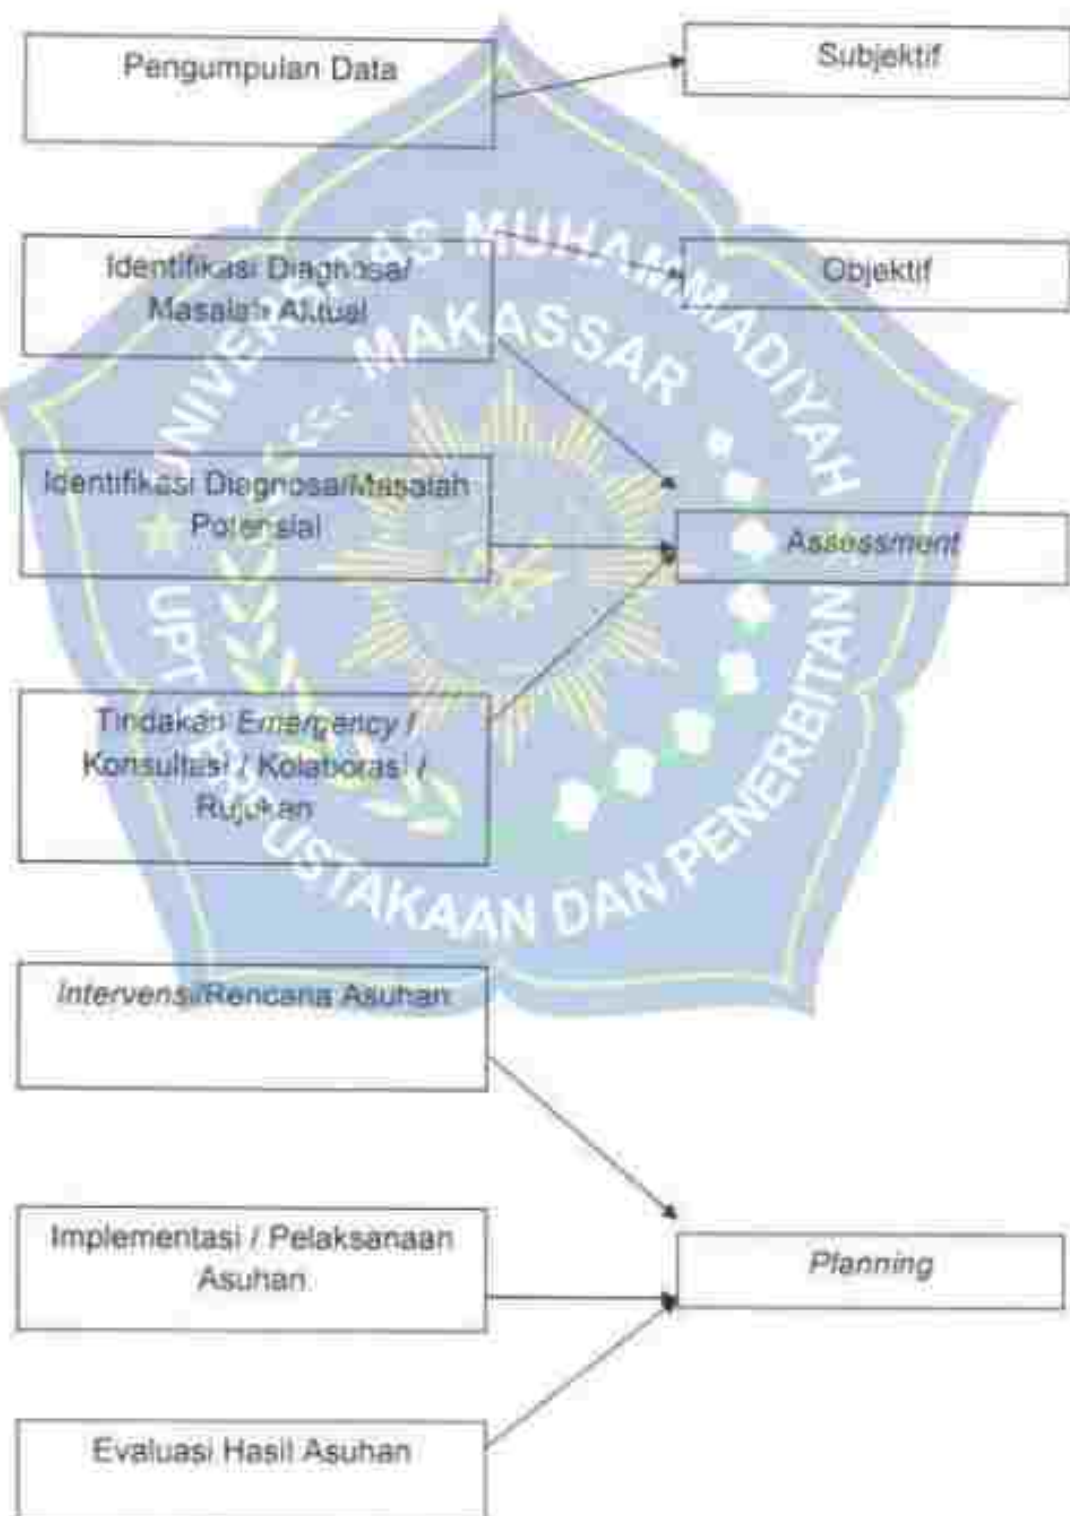 Pengumpulan Data
Subjektif
Identifikasi Diagnosa/
Masalah Aktual
Objektif
Identifikasi Diagnosa/Masalah
Potensial
Assessment
Tindakan Emergency /
Konsultasi / Kolaborasi /
Rujukan
Intervensi/Rencana Asuhan
Implementasi / Pelaksanaan
Asuhan
Planning
Evaluasi Hasil Asuhan
UNIVERSITAS MUHAMMADIYAH
MAKASSAR
UPT PERPUSTAKAAN DAN PENERBITAN